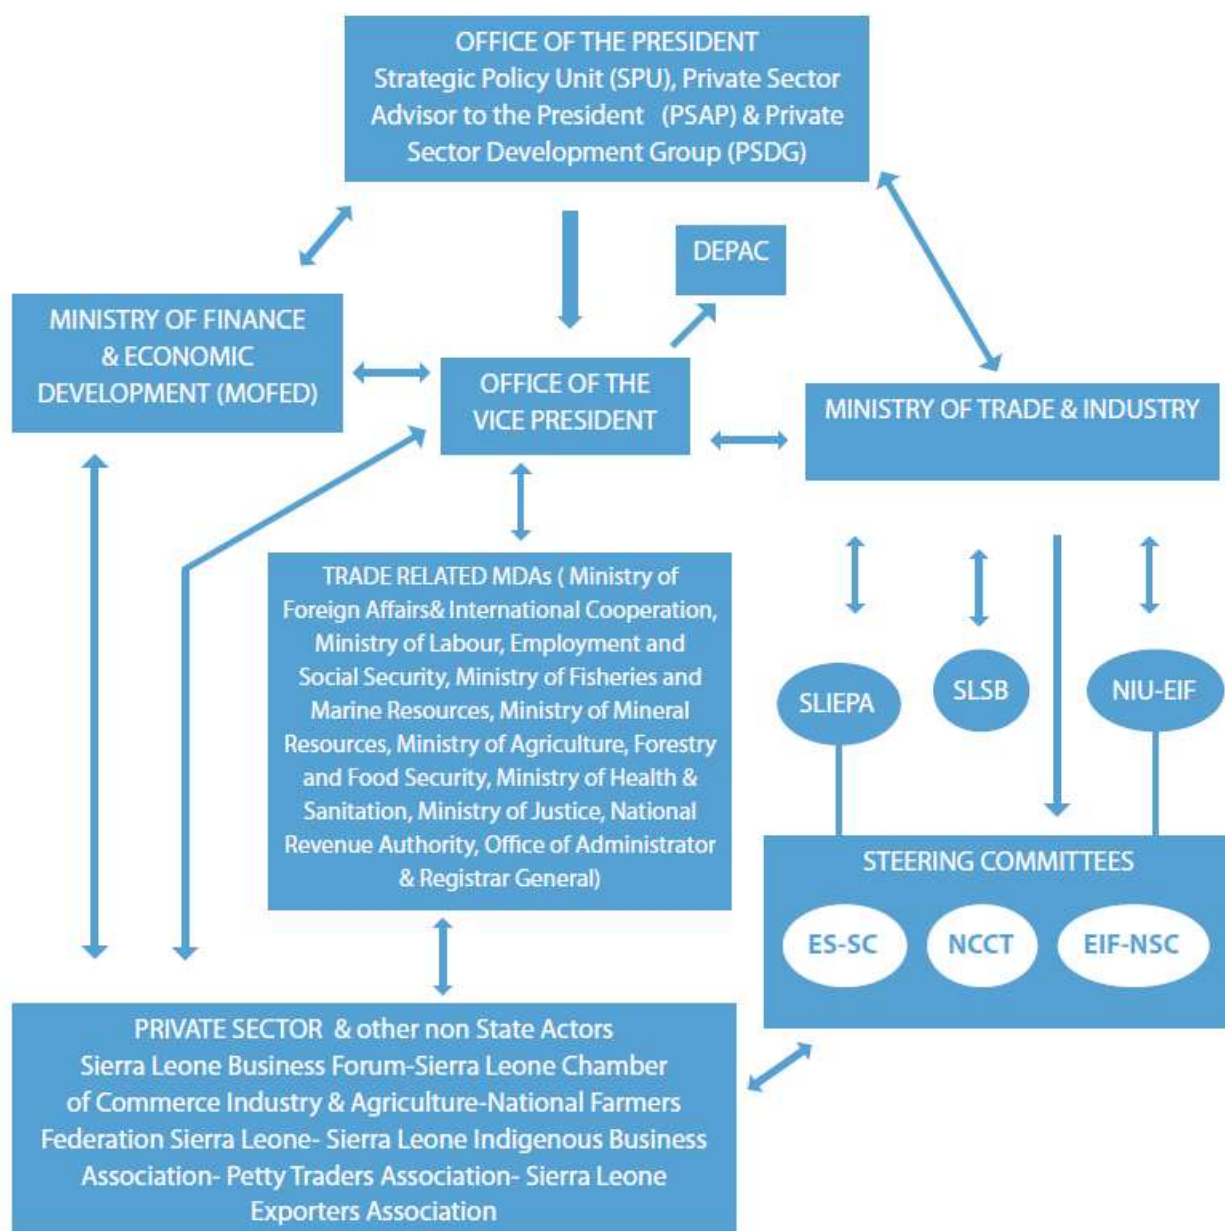 OFFICE OF THE PRESIDENT
Strategic Policy Unit (SPU), Private Sector
Advisor to the President (PSAP) & Private
Sector Development Group (PSDG)
DEPAC
MINISTRY OF FINANCE
& ECONOMIC
DEVELOPMENT (MOFED)
OFFICE OF THE
VICE PRESIDENT
MINISTRY OF TRADE & INDUSTRY
TRADE RELATED MDAs ( Ministry of
Foreign Affairs& International Cooperation,
Ministry of Labour, Employment and
Social Security, Ministry of Fisheries and
Marine Resources, Ministry of Mineral
Resources, Ministry of Agriculture, Forestry
and Food Security, Ministry of Health &
Sanitation, Ministry of Justice, National
Revenue Authority, Office of Administrator
& Registrar General)
SLIEPA
SLSB
NIU-EIF
STEERING COMMITTEES
ES-SC
NCCT
EIF-NSC
PRIVATE SECTOR & other non State Actors
Sierra Leone Business Forum-Sierra Leone Chamber
of Commerce Industry & Agriculture-National Farmers
Federation Sierra Leone- Sierra Leone Indigenous Business
Association- Petty Traders Association- Sierra Leone
Exporters Association